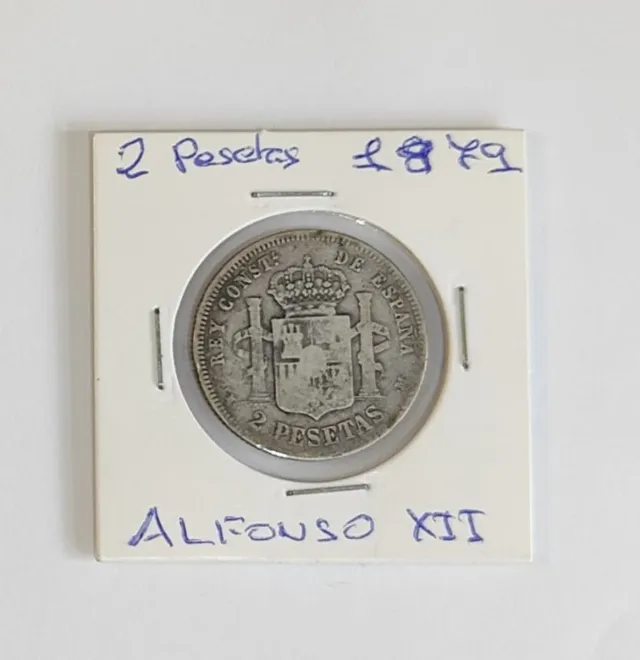 2 Pesetas 1879
REY CONST.L DE ESPAÑA
2 PESETAS
ALFONSO XII